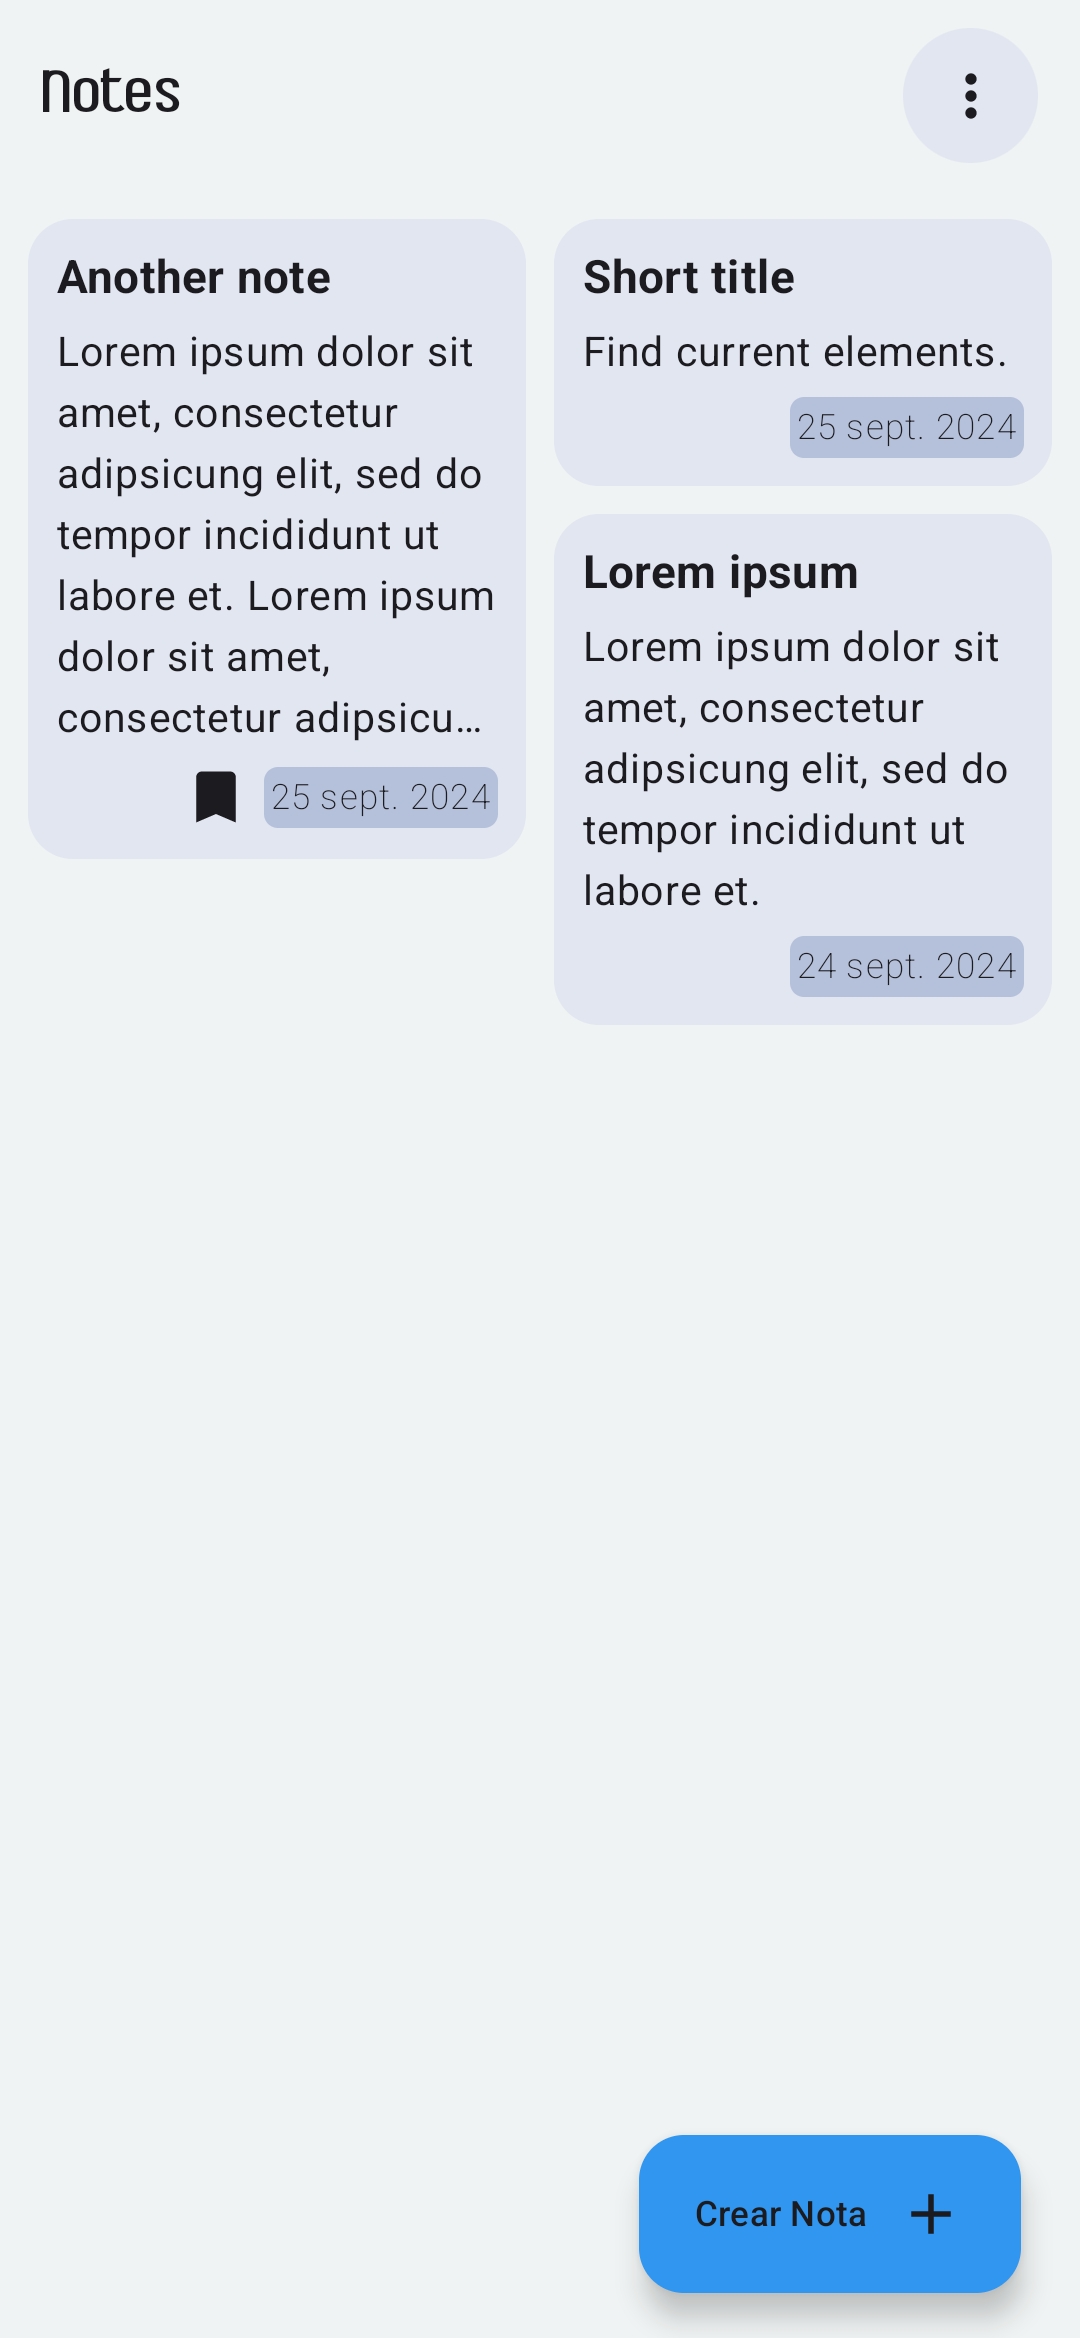 Notes
Another note
Lorem ipsum dolor sit
amet, consectetur
adipsicung elit, sed do
tempor incididunt ut
labore et. Lorem ipsum
dolor sit amet,
consectetur adipsicu…
25 sept. 2024
Short title
Find current elements.
25 sept. 2024
Lorem ipsum
Lorem ipsum dolor sit
amet, consectetur
adipsicung elit, sed do
tempor incididunt ut
labore et.
24 sept. 2024
Crear Nota